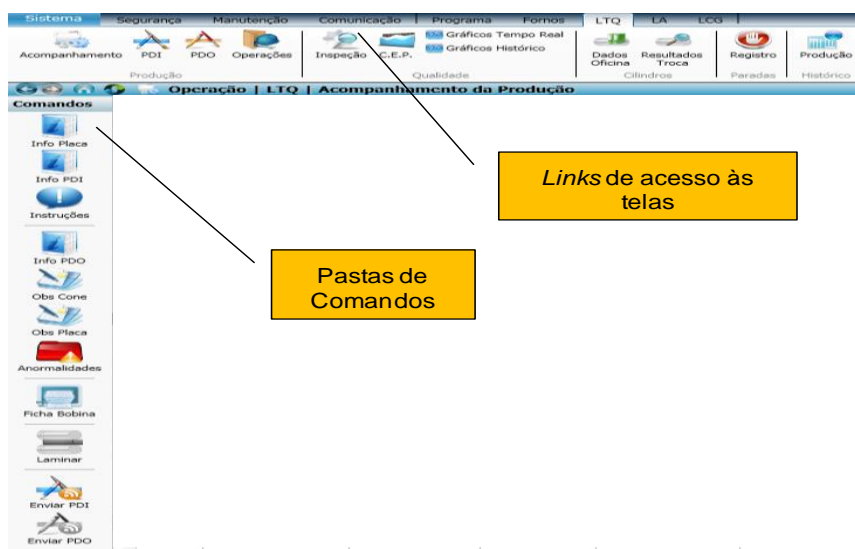 Sistema Segurança Manutenção Comunicação Programa Fornos LTQ LA LCG
Acompanhamento PDI PDO Operações Inspeção C.E.P. Gráficos Tempo Real
Gráficos Histórico
Dados Oficina Resultados Troca Registro Produção
Produção Qualidade Cilindros Paradas Histórico
Operação | LTQ | Acompanhamento da Produção
Comandos
Info Placa
Info PDI
Instruções
Info PDO
Obs Cone
Obs Placa
Anormalidades
Ficha Bobina
Laminar
Enviar PDI
Enviar PDO
Links de acesso às
telas
Pastas de
Comandos